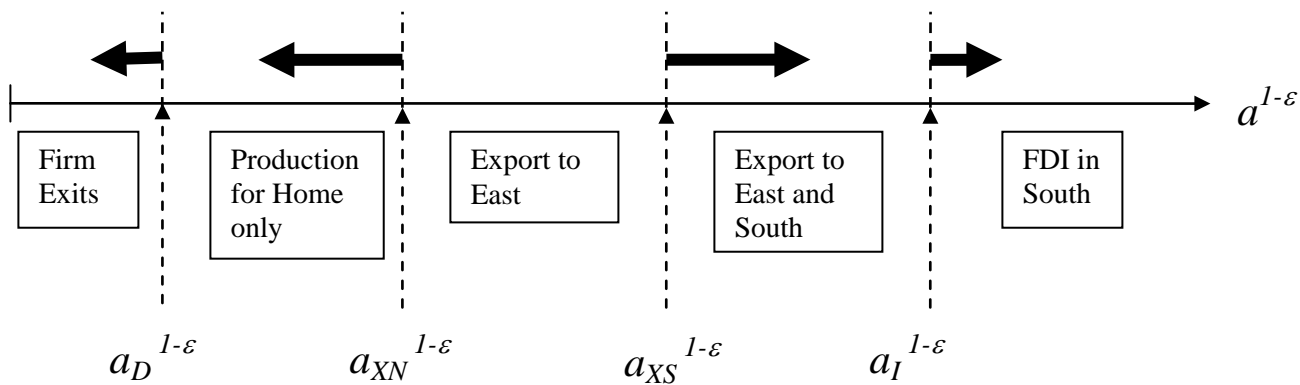 a^{1-ε}
Firm
Exits
Production
for Home
only
Export to
East
Export to
East and
South
FDI in
South
a_D^{1-ε}
a_{XN}^{1-ε}
a_{XS}^{1-ε}
a_I^{1-ε}